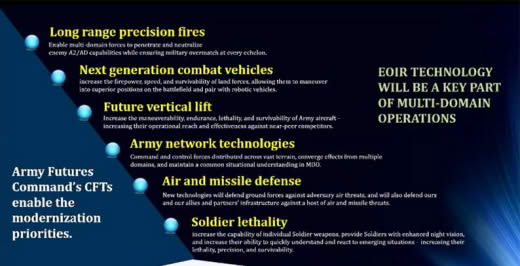 Long range precision fires
Enable multi-domain forces to penetrate and neutralize
enemy A2/AD capabilities while ensuring military overmatch at every echelon.
Next generation combat vehicles
increase the firepower, speed, and survivability of land forces, allowing them to maneuver
into superior positions on the battlefield and pair with robotic vehicles.
Future vertical lift
Increase the maneuverability, endurance, lethality, and survivability of Army aircraft -
increasing their operational reach and effectiveness against near-peer competitors.
Army network technologies
Command and control forces distributed across vast terrain, converge effects from multiple
domains, and maintain a common situational understanding in MDO.
Air and missile defense
New technologies will defend ground forces against adversary air threats, and will also defend ours
and our allies and partners' infrastructure against a host of air and missile threats.
Soldier lethality
increase the capability of individual Soldier weapons, provide Soldiers with enhanced night vision,
and increase their ability to quickly understand and react to emerging situations - increasing their
lethality, precision, and survivability.
EOIR TECHNOLOGY
WILL BE A KEY PART
OF MULTI-DOMAIN
OPERATIONS
Army Futures
Command's CFTs
enable the
modernization
priorities.